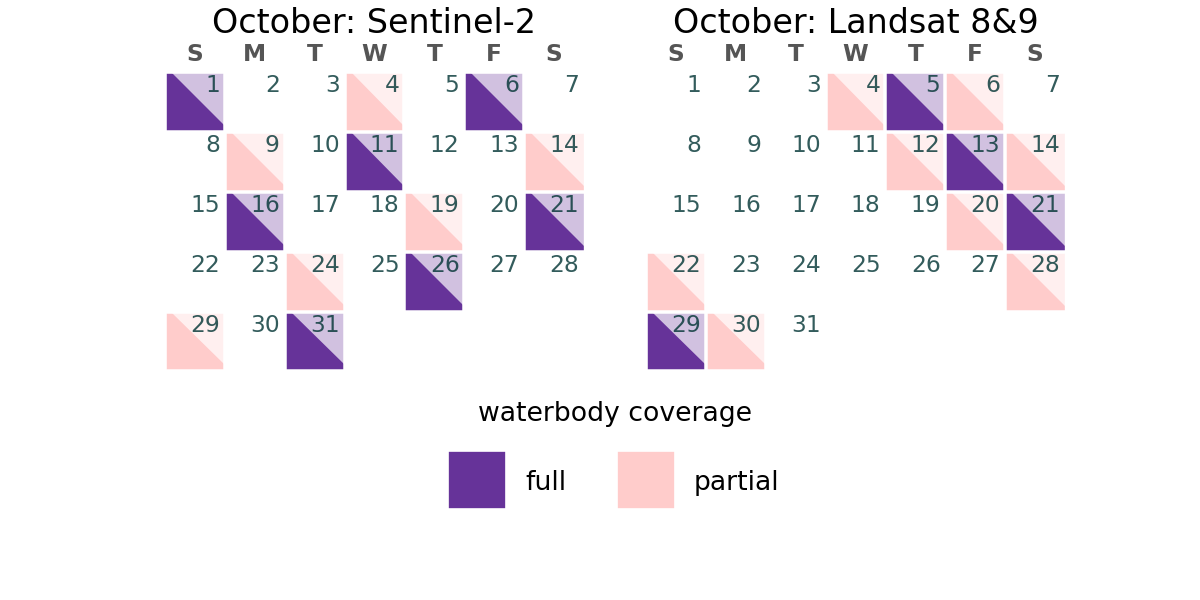 October: Sentinel-2
S M T W T F S
1 2 3 4 5 6 7
8 9 10 11 12 13 14
15 16 17 18 19 20 21
22 23 24 25 26 27 28
29 30 31
October: Landsat 8&9
S M T W T F S
1 2 3 4 5 6 7
8 9 10 11 12 13 14
15 16 17 18 19 20 21
22 23 24 25 26 27 28
29 30 31
waterbody coverage
full partial